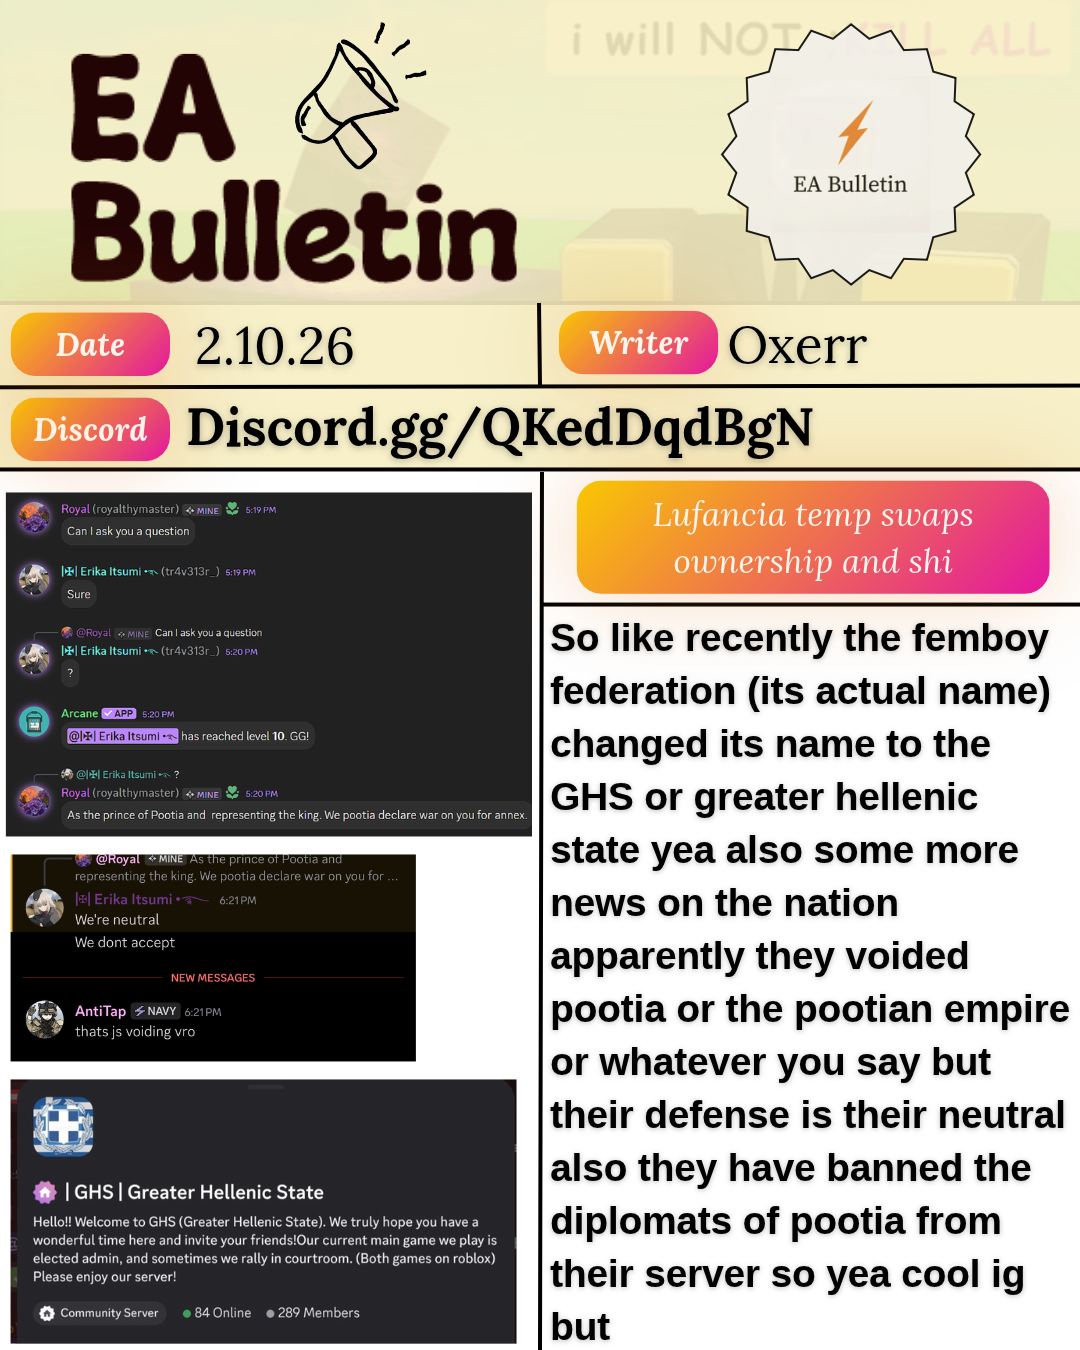 i will NOT KILL ALL
EA
Bulletin
EA Bulletin
Date
2.10.26
Writer
Oxerr
Discord
Discord.gg/QKedDqdBgN
Royal (royalthymaster) MINE 5:19 PM
Can I ask you a question
|✠| Erika Itsumi (tr4v313r_) 5:19 PM
Sure
@Royal MINE Can I ask you a question
|✠| Erika Itsumi (tr4v313r_) 5:20 PM
?
Arcane APP 5:20 PM
@|✠| Erika Itsumi has reached level 10. GG!
@|✠| Erika Itsumi ?
Royal (royalthymaster) MINE 5:20 PM
As the prince of Pootia and representing the king. We pootia declare war on you for annex.
@Royal MINE As the prince of Pootia and
representing the king. We pootia declare war on you for ...
|✠| Erika Itsumi 6:21 PM
We're neutral
We dont accept
NEW MESSAGES
AntiTap NAVY 6:21 PM
thats js voiding vro
| GHS | Greater Hellenic State
Hello!! Welcome to GHS (Greater Hellenic State). We truly hope you have a
wonderful time here and invite your friends!Our current main game we play is
elected admin, and sometimes we rally in courtroom. (Both games on roblox)
Please enjoy our server!
Community Server 84 Online 289 Members
Lufancia temp swaps
ownership and shi
So like recently the femboy
federation (its actual name)
changed its name to the
GHS or greater hellenic
state yea also some more
news on the nation
apparently they voided
pootia or the pootian empire
or whatever you say but
their defense is their neutral
also they have banned the
diplomats of pootia from
their server so yea cool ig
but